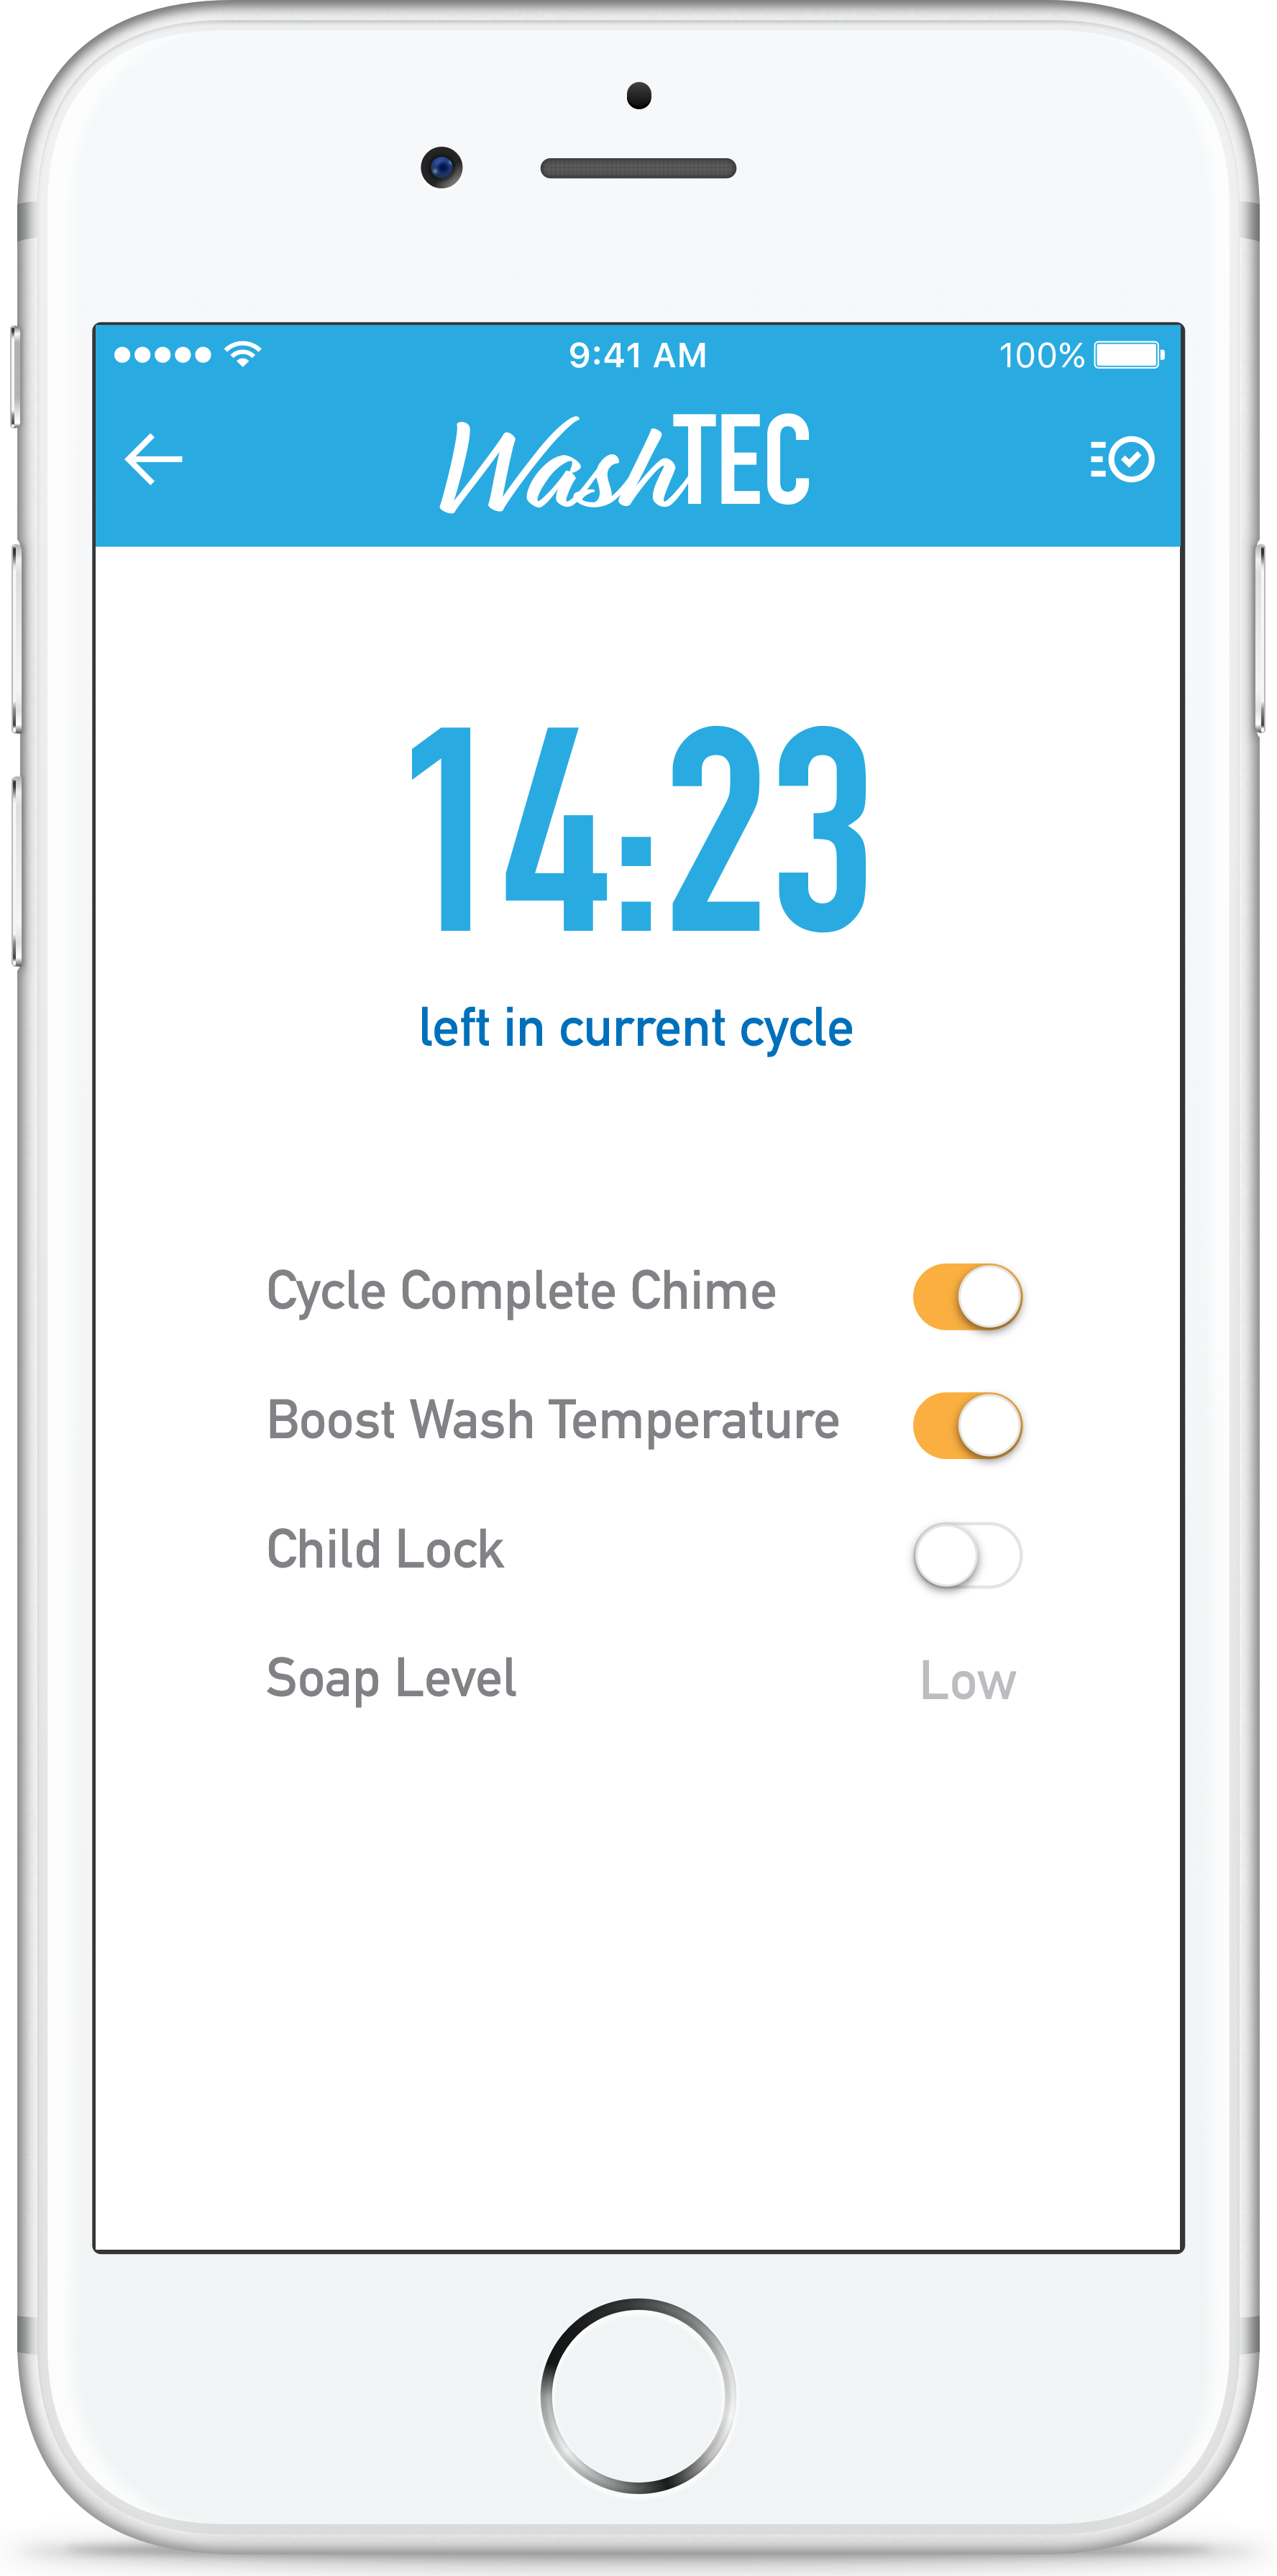 9:41 AM
100%
WashTEC
14:23
left in current cycle
Cycle Complete Chime
Boost Wash Temperature
Child Lock
Soap Level
Low